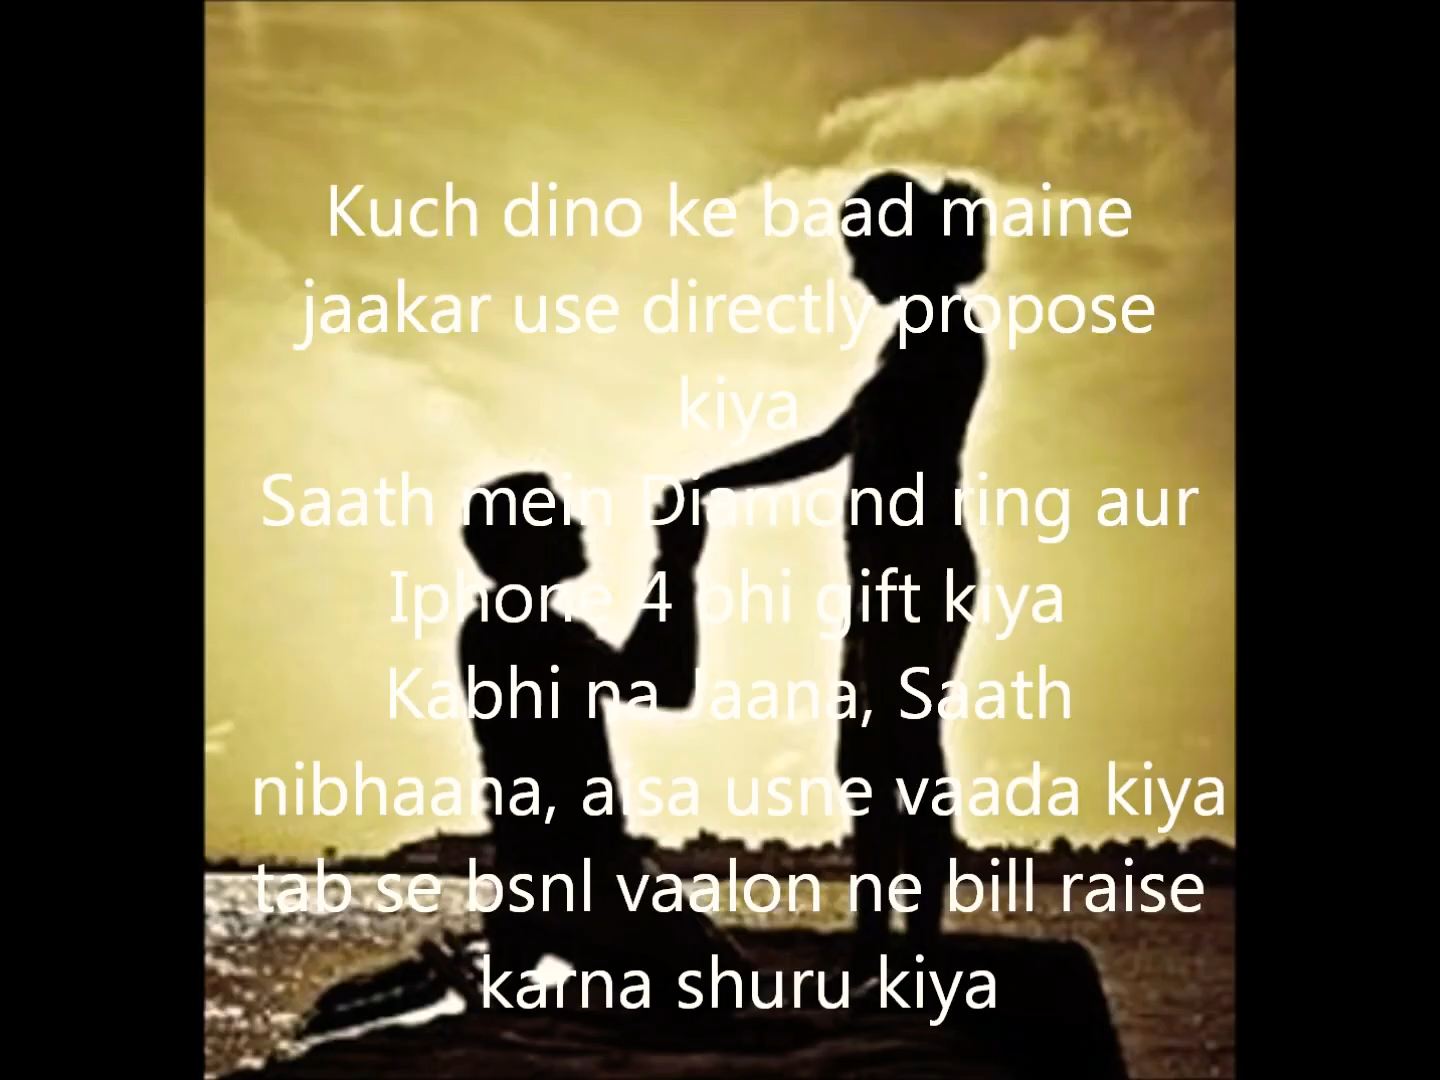 Kuch dino ke baad maine
jaakar use directly propose
kiya
Saath mein Diamond ring aur
Iphone 4 bhi gift kiya
Kabhi na Jaana, Saath
nibhaana, aisa usne vaada kiya
tab se bsnl vaalon ne bill raise
karna shuru kiya